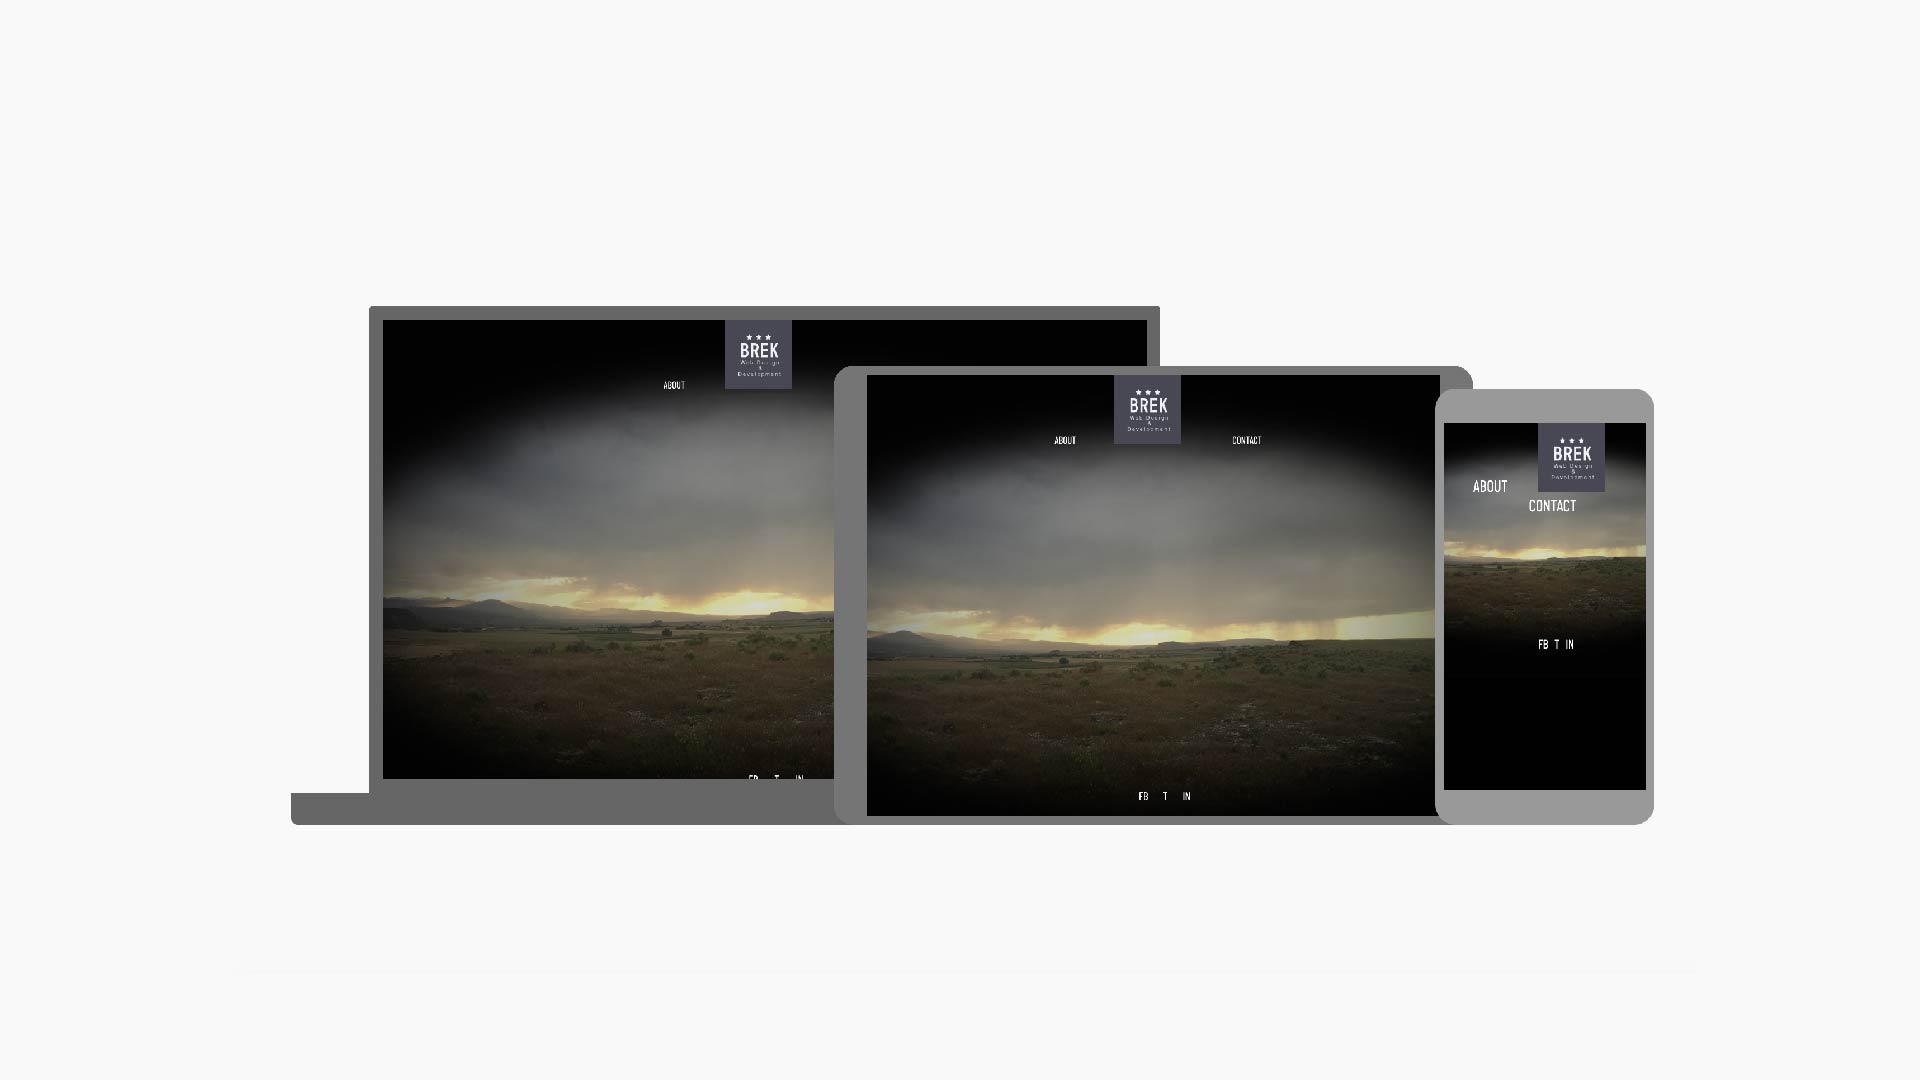 BREK
Web Design
&
Development
ABOUT
FB T IN
BREK
Web Design
&
Development
ABOUT
CONTACT
FB T IN
BREK
Web Design
&
Development
ABOUT
CONTACT
FB T IN